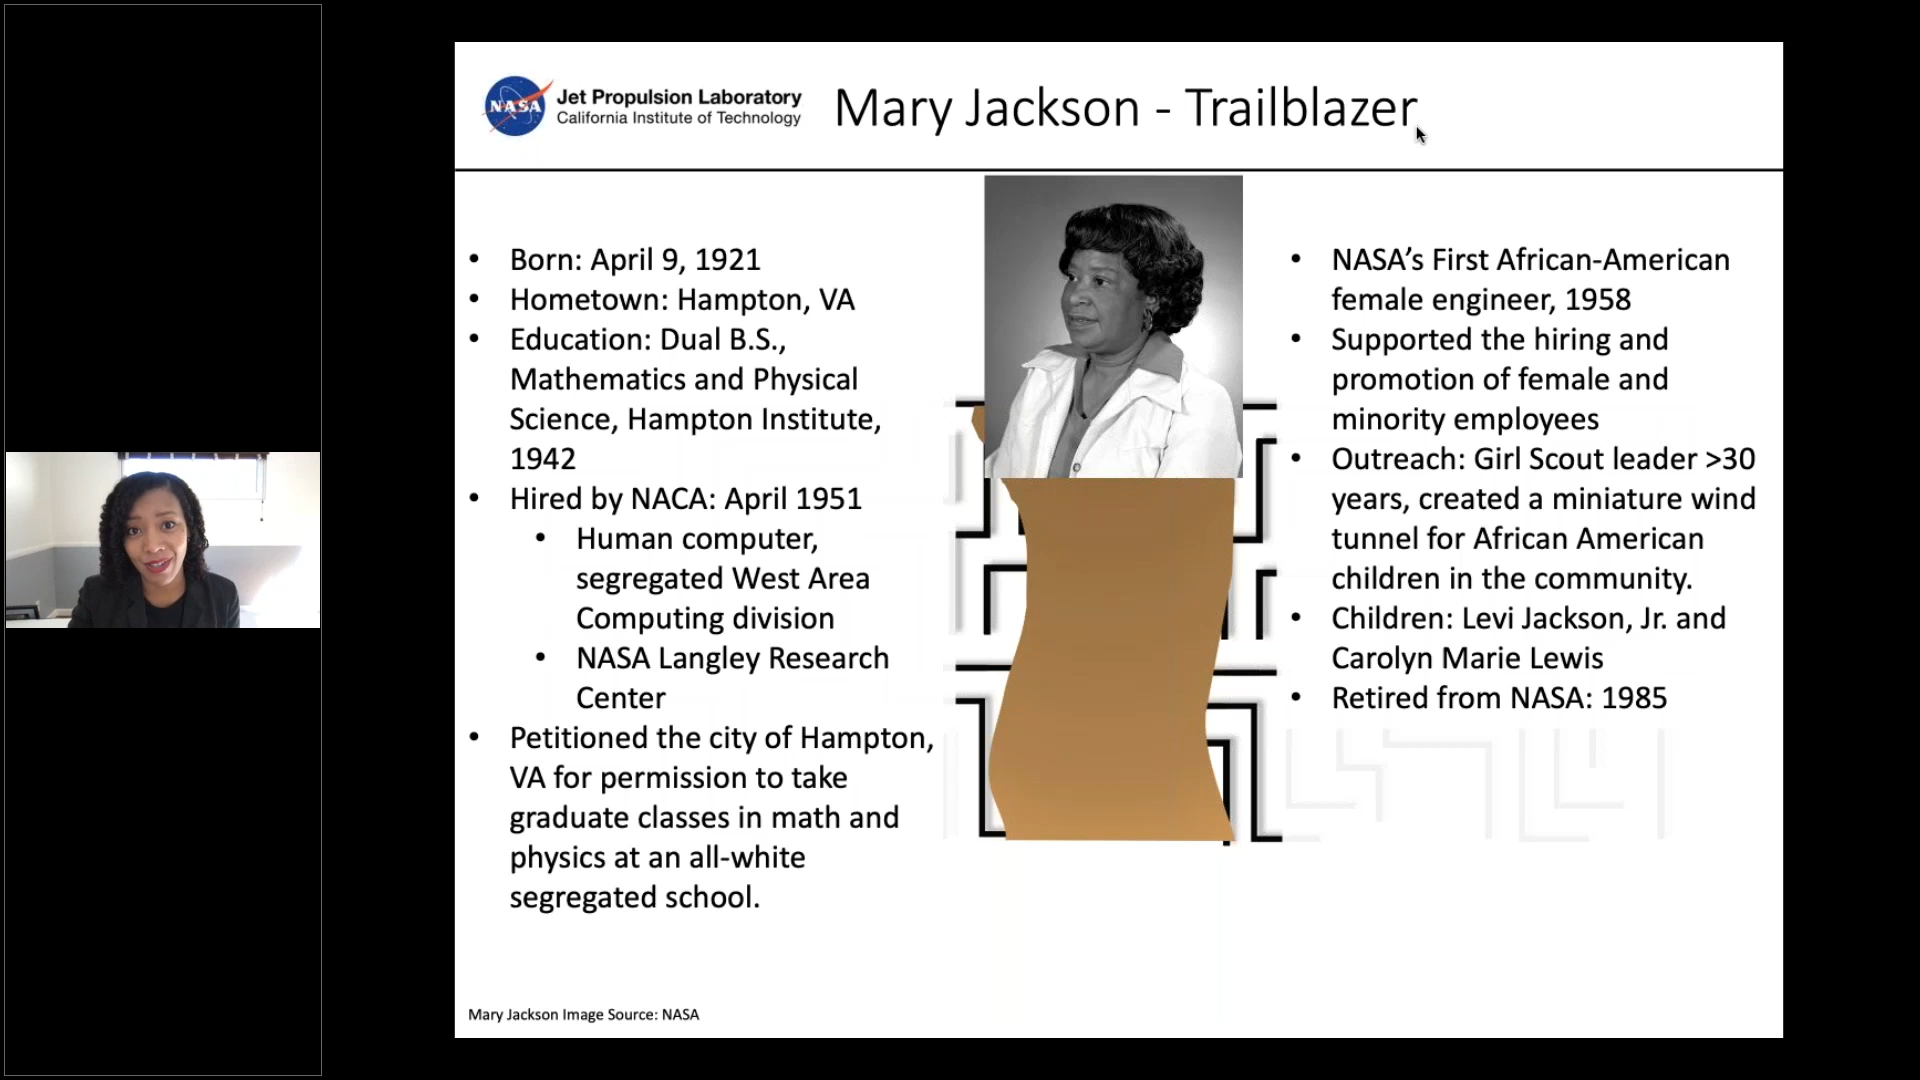 NASA
Jet Propulsion Laboratory
California Institute of Technology
Mary Jackson - Trailblazer
• Born: April 9, 1921
• Hometown: Hampton, VA
• Education: Dual B.S.,
Mathematics and Physical
Science, Hampton Institute,
1942
• Hired by NACA: April 1951
• Human computer,
segregated West Area
Computing division
• NASA Langley Research
Center
• Petitioned the city of Hampton,
VA for permission to take
graduate classes in math and
physics at an all-white
segregated school.
• NASA’s First African-American
female engineer, 1958
• Supported the hiring and
promotion of female and
minority employees
• Outreach: Girl Scout leader >30
years, created a miniature wind
tunnel for African American
children in the community.
• Children: Levi Jackson, Jr. and
Carolyn Marie Lewis
• Retired from NASA: 1985
Mary Jackson Image Source: NASA